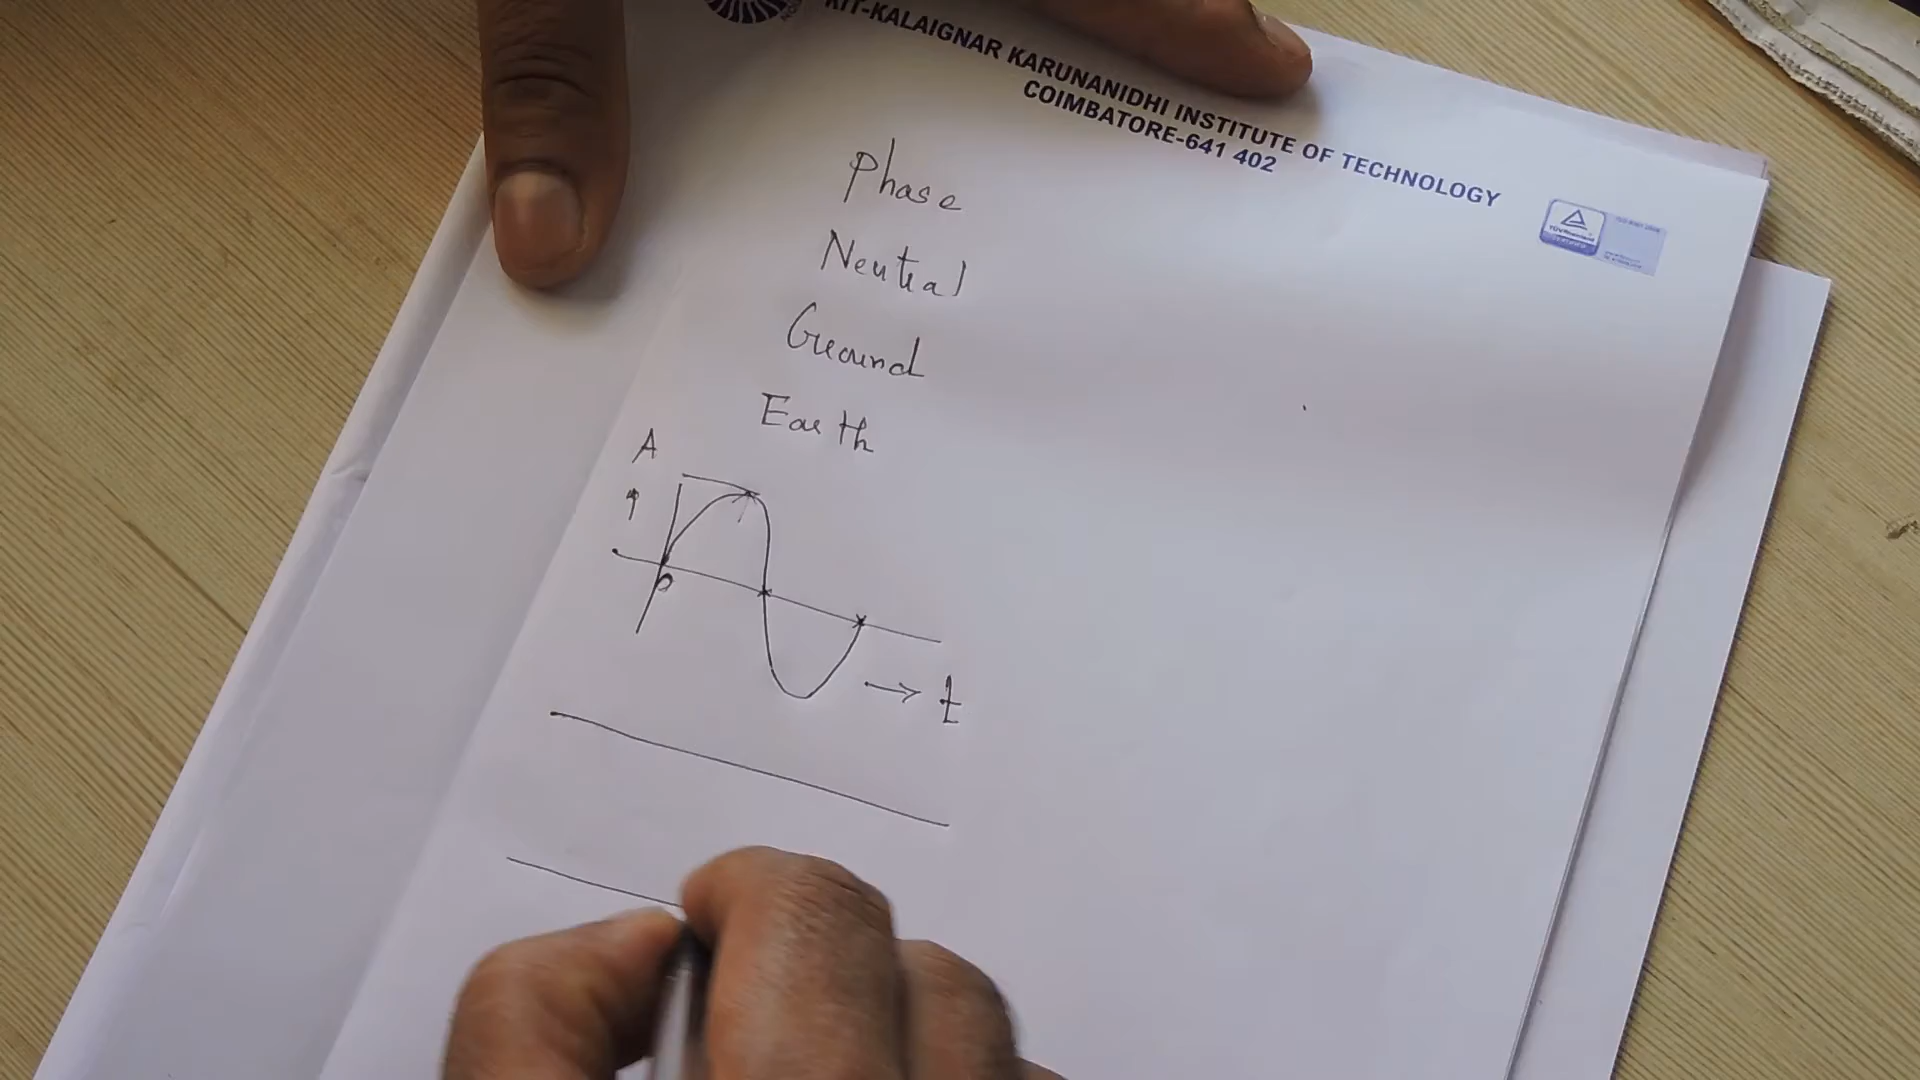 KIT-KALAIGNAR KARUNANIDHI INSTITUTE OF TECHNOLOGY
COIMBATORE-641 402
Phase
Neutral
Ground
Earth
A
t